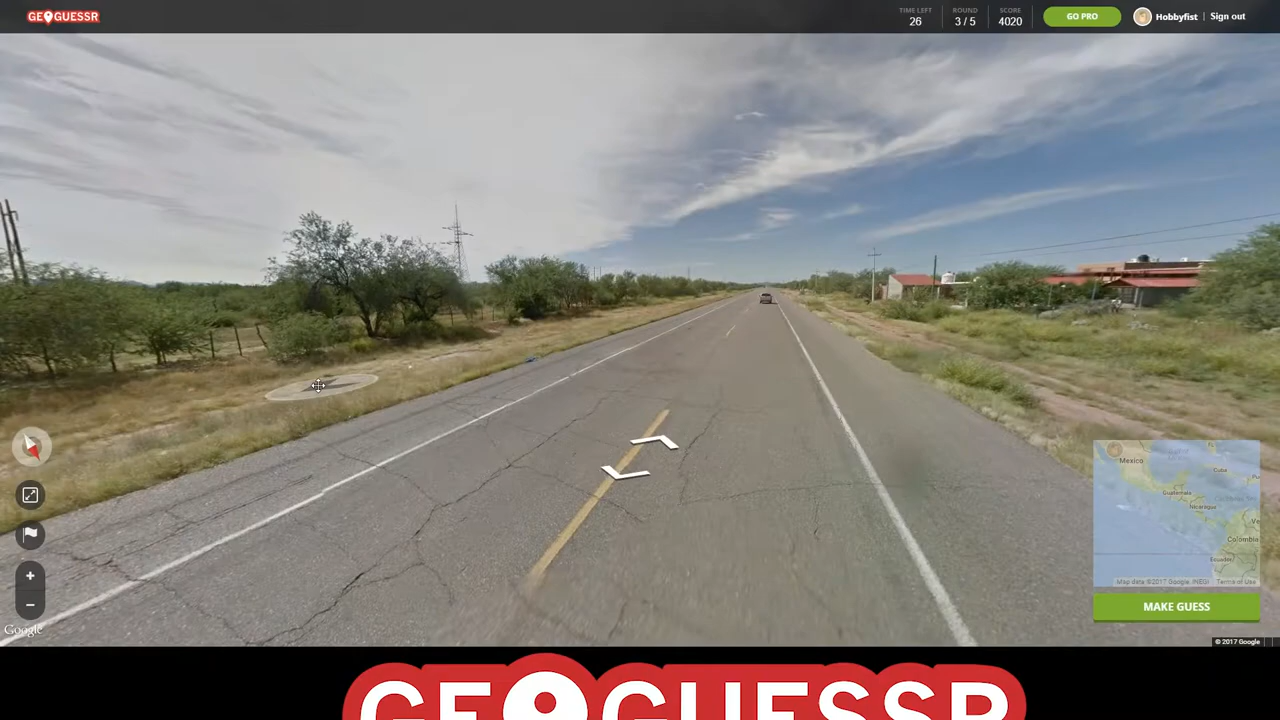 GEOGUESSR
TIME LEFT
26
ROUND
3 / 5
SCORE
4020
GO PRO
Hobbyfist
Sign out
Mexico
Cuba
Guatemala
Nicaragua
Colombia
Ecuador
Map data ©2017 Google, INEGI
Terms of Use
MAKE GUESS
Google
© 2017 Google
GEOGUESSR